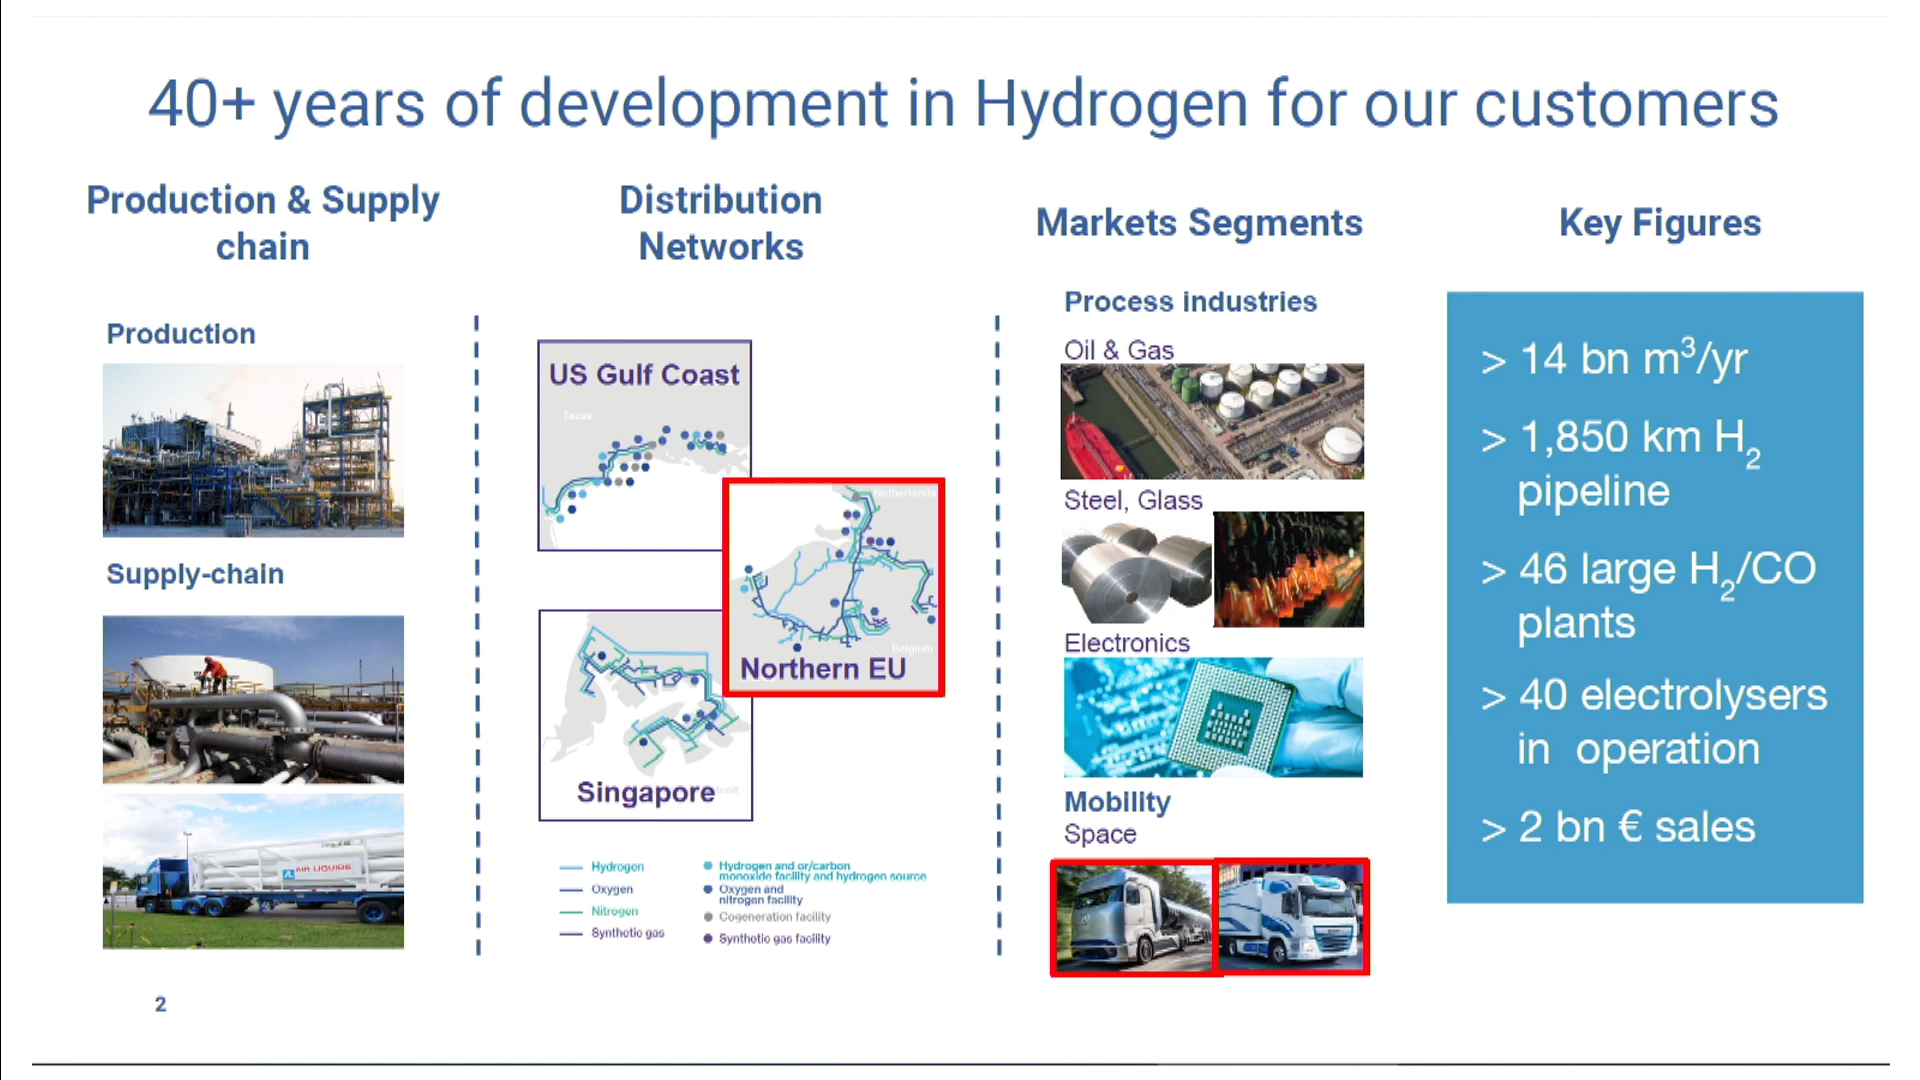 40+ years of development in Hydrogen for our customers
Production & Supply
chain
Production
Supply-chain
AIR LIQUIDE
Distribution
Networks
US Gulf Coast
Texas
Netherlands
Belgium
Northern EU
Singapore
Hydrogen
Oxygen
Nitrogen
Synthetic gas
Hydrogen and or/carbon
monoxide facility and hydrogen source
Oxygen and
nitrogen facility
Cogeneration facility
Synthetic gas facility
Markets Segments
Process industries
Oil & Gas
Steel, Glass
Electronics
Mobility
Space
Key Figures
> 14 bn m³/yr
> 1,850 km H₂
pipeline
> 46 large H₂/CO
plants
> 40 electrolysers
in operation
> 2 bn € sales
2